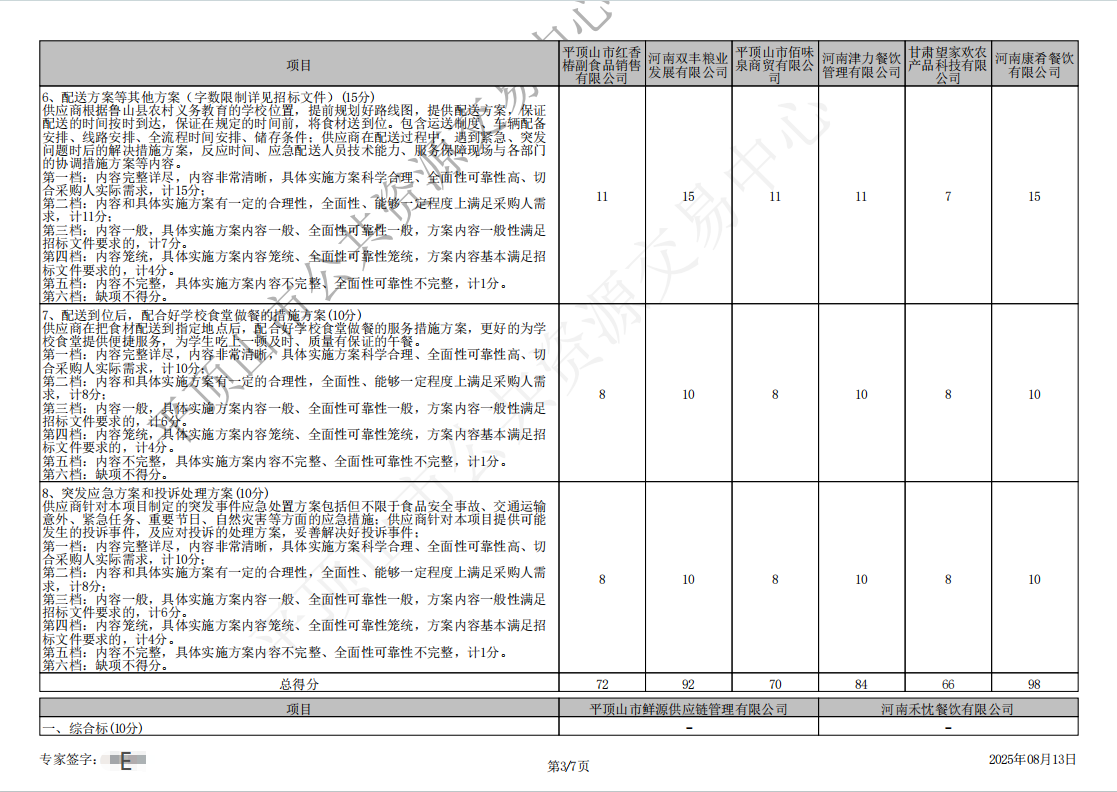 项目
平顶山市红香
椿副食品销售
有限公司
河南双丰粮业
发展有限公司
平顶山市佰味
泉商贸有限公
司
河南津力餐饮
管理有限公司
甘肃望家欢农
产品科技有限
公司
河南康肴餐饮
有限公司
6、配送方案等其他方案（字数限制详见招标文件）(15分)
供应商根据鲁山县农村义务教育的学校位置，提前规划好路线图，提供配送方案，保证
配送的时间按时到达，保证在规定的时间前，将食材送到位。包含运送制度、车辆配备
安排、线路安排、全流程时间安排、储存条件；供应商在配送过程中，遇到紧急、突发
问题时后的解决措施方案，反应时间、应急配送人员技术能力、服务保障现场与各部门
的协调措施方案等内容。
第一档：内容完整详尽，内容非常清晰，具体实施方案科学合理、全面性可靠性高、切
合采购人实际需求，计15分；
第二档：内容和具体实施方案有一定的合理性，全面性、能够一定程度上满足采购人需
求，计11分；
第三档：内容一般，具体实施方案内容一般、全面性可靠性一般，方案内容一般性满足
招标文件要求的，计7分。
第四档：内容笼统，具体实施方案内容笼统、全面性可靠性笼统，方案内容基本满足招
标文件要求的，计4分。
第五档：内容不完整，具体实施方案内容不完整、全面性可靠性不完整，计1分。
第六档：缺项不得分。
11
15
11
11
7
15
7、配送到位后，配合好学校食堂做餐的措施方案(10分)
供应商在把食材配送到指定地点后，配合好学校食堂做餐的服务措施方案，更好的为学
校食堂提供便捷服务，为学生吃上一顿及时、质量有保证的午餐。
第一档：内容完整详尽，内容非常清晰，具体实施方案科学合理、全面性可靠性高、切
合采购人实际需求，计10分；
第二档：内容和具体实施方案有一定的合理性，全面性、能够一定程度上满足采购人需
求，计8分；
第三档：内容一般，具体实施方案内容一般、全面性可靠性一般，方案内容一般性满足
招标文件要求的，计6分。
第四档：内容笼统，具体实施方案内容笼统、全面性可靠性笼统，方案内容基本满足招
标文件要求的，计4分。
第五档：内容不完整，具体实施方案内容不完整、全面性可靠性不完整，计1分。
第六档：缺项不得分。
8
10
8
10
8
10
8、突发应急方案和投诉处理方案(10分)
供应商针对本项目制定的突发事件应急处置方案包括但不限于食品安全事故、交通运输
意外、紧急任务、重要节日、自然灾害等方面的应急措施；供应商针对本项目提供可能
发生的投诉事件，及应对投诉的处理方案，妥善解决好投诉事件；
第一档：内容完整详尽，内容非常清晰，具体实施方案科学合理、全面性可靠性高、切
合采购人实际需求，计10分；
第二档：内容和具体实施方案有一定的合理性，全面性、能够一定程度上满足采购人需
求，计8分；
第三档：内容一般，具体实施方案内容一般、全面性可靠性一般，方案内容一般性满足
招标文件要求的，计6分。
第四档：内容笼统，具体实施方案内容笼统、全面性可靠性笼统，方案内容基本满足招
标文件要求的，计4分。
第五档：内容不完整，具体实施方案内容不完整、全面性可靠性不完整，计1分。
第六档：缺项不得分。
8
10
8
10
8
10
总得分
72
92
70
84
66
98
项目
平顶山市鲜源供应链管理有限公司
河南禾忱餐饮有限公司
一、综合标(10分)
-
-
专家签字：
第3/7页
2025年08月13日
平顶山市公共资源交易中心
平顶山市公共资源交易中心